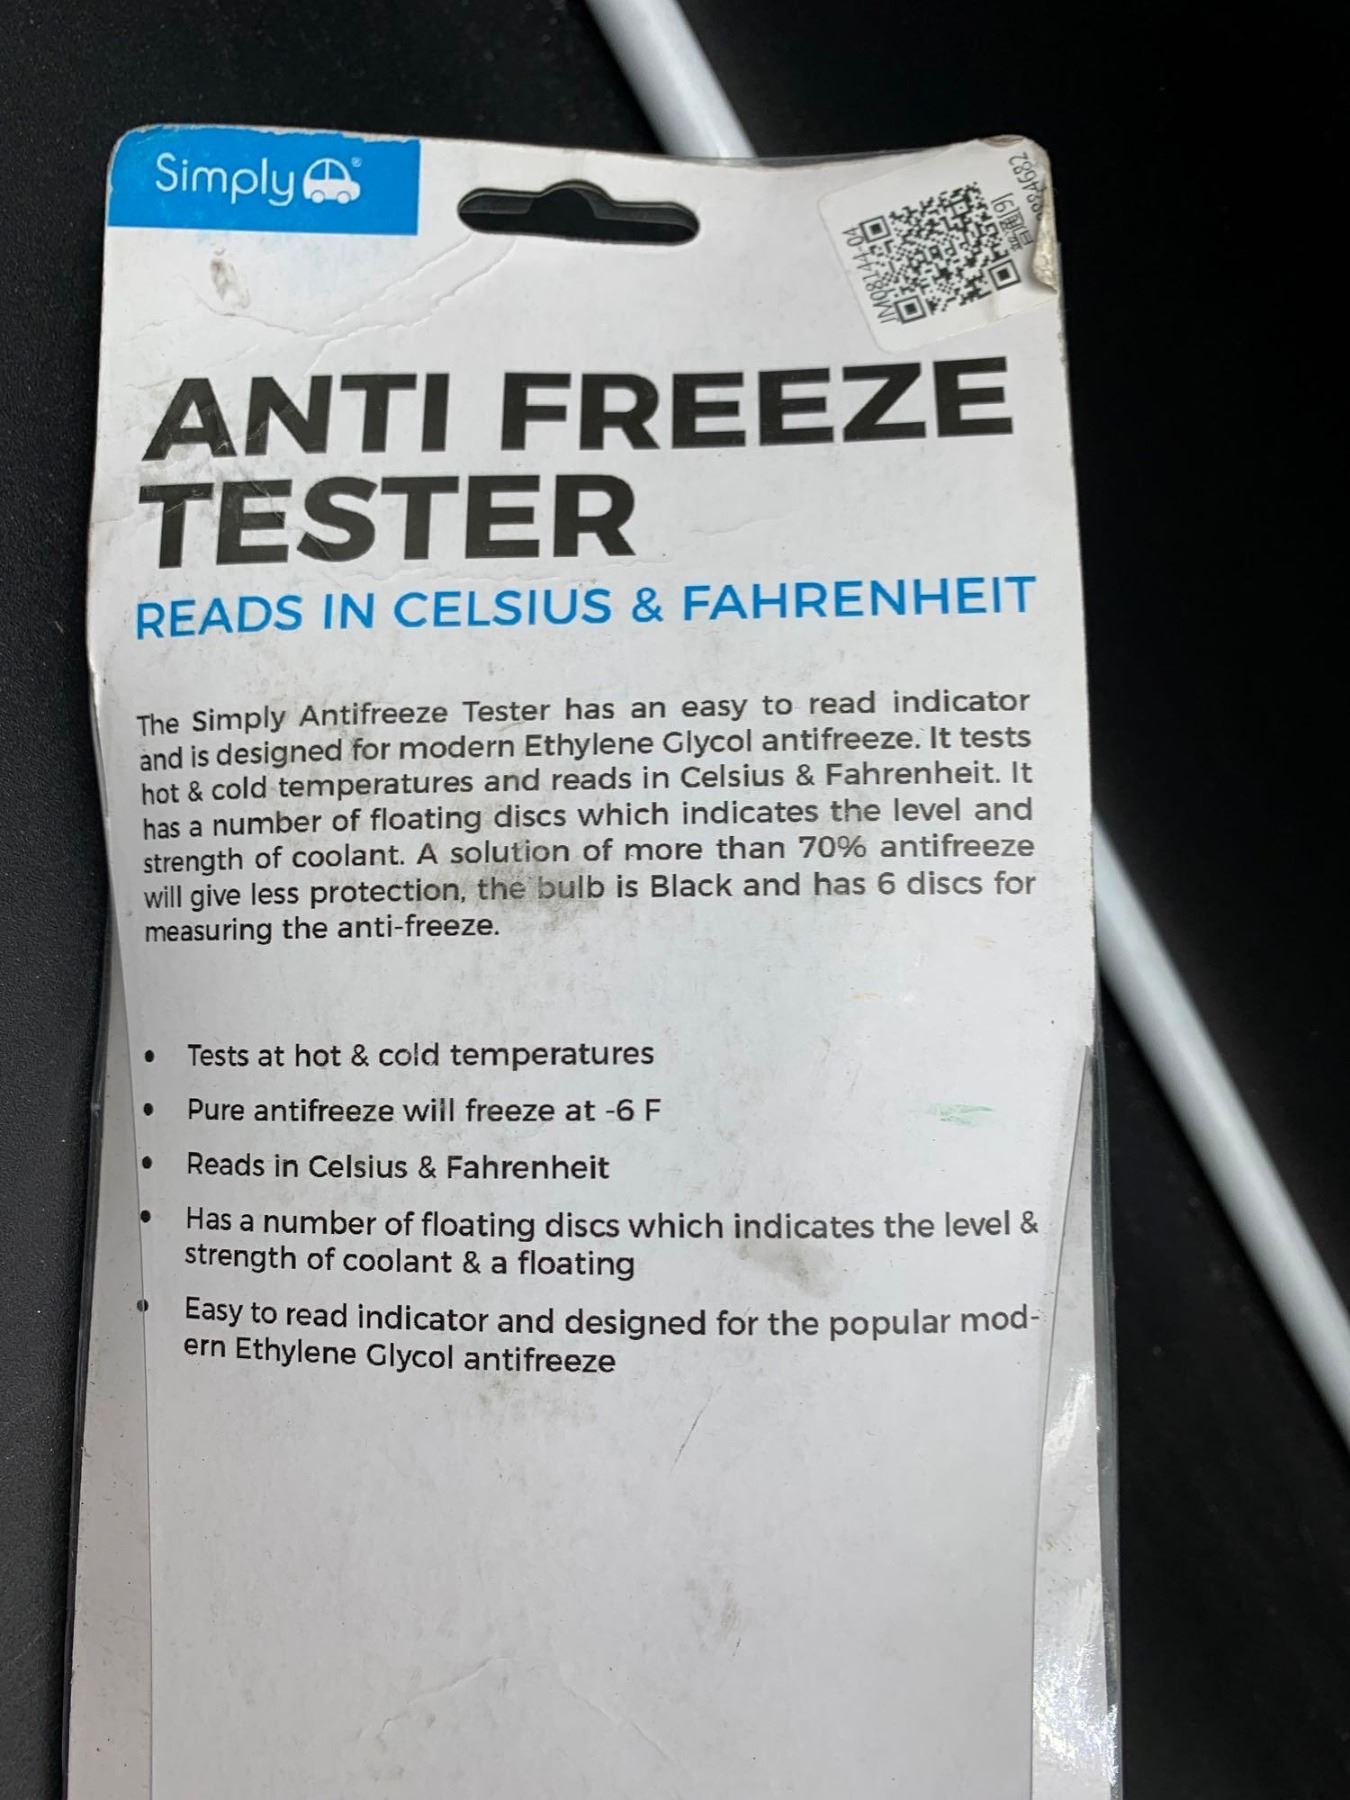 Simply
JM08144-04
ANTI FREEZE
TESTER
READS IN CELSIUS & FAHRENHEIT
The Simply Antifreeze Tester has an easy to read indicator
and is designed for modern Ethylene Glycol antifreeze. It tests
hot & cold temperatures and reads in Celsius & Fahrenheit. It
has a number of floating discs which indicates the level and
strength of coolant. A solution of more than 70% antifreeze
will give less protection, the bulb is Black and has 6 discs for
measuring the anti-freeze.
• Tests at hot & cold temperatures
• Pure antifreeze will freeze at -6 F
• Reads in Celsius & Fahrenheit
• Has a number of floating discs which indicates the level &
strength of coolant & a floating
• Easy to read indicator and designed for the popular mod-
ern Ethylene Glycol antifreeze